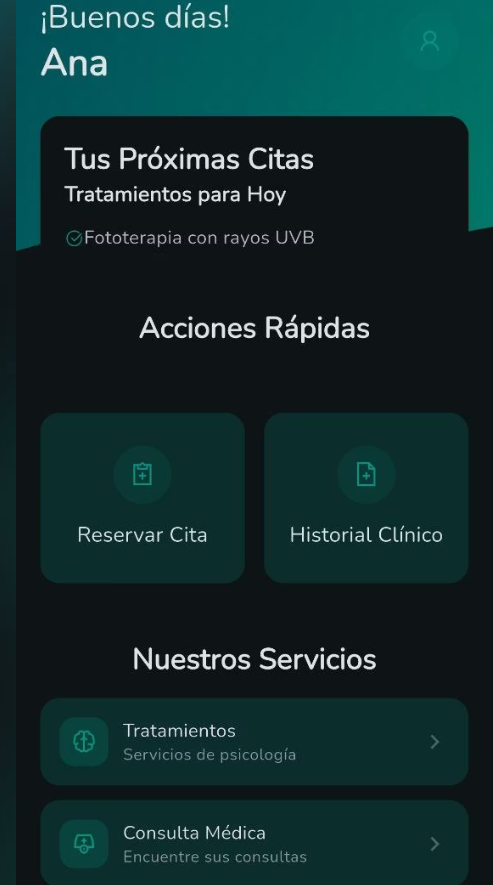 ¡Buenos días!
Ana
Tus Próximas Citas
Tratamientos para Hoy
Fototerapia con rayos UVB
Acciones Rápidas
Reservar Cita
Historial Clínico
Nuestros Servicios
Tratamientos
Servicios de psicología
Consulta Médica
Encuentre sus consultas